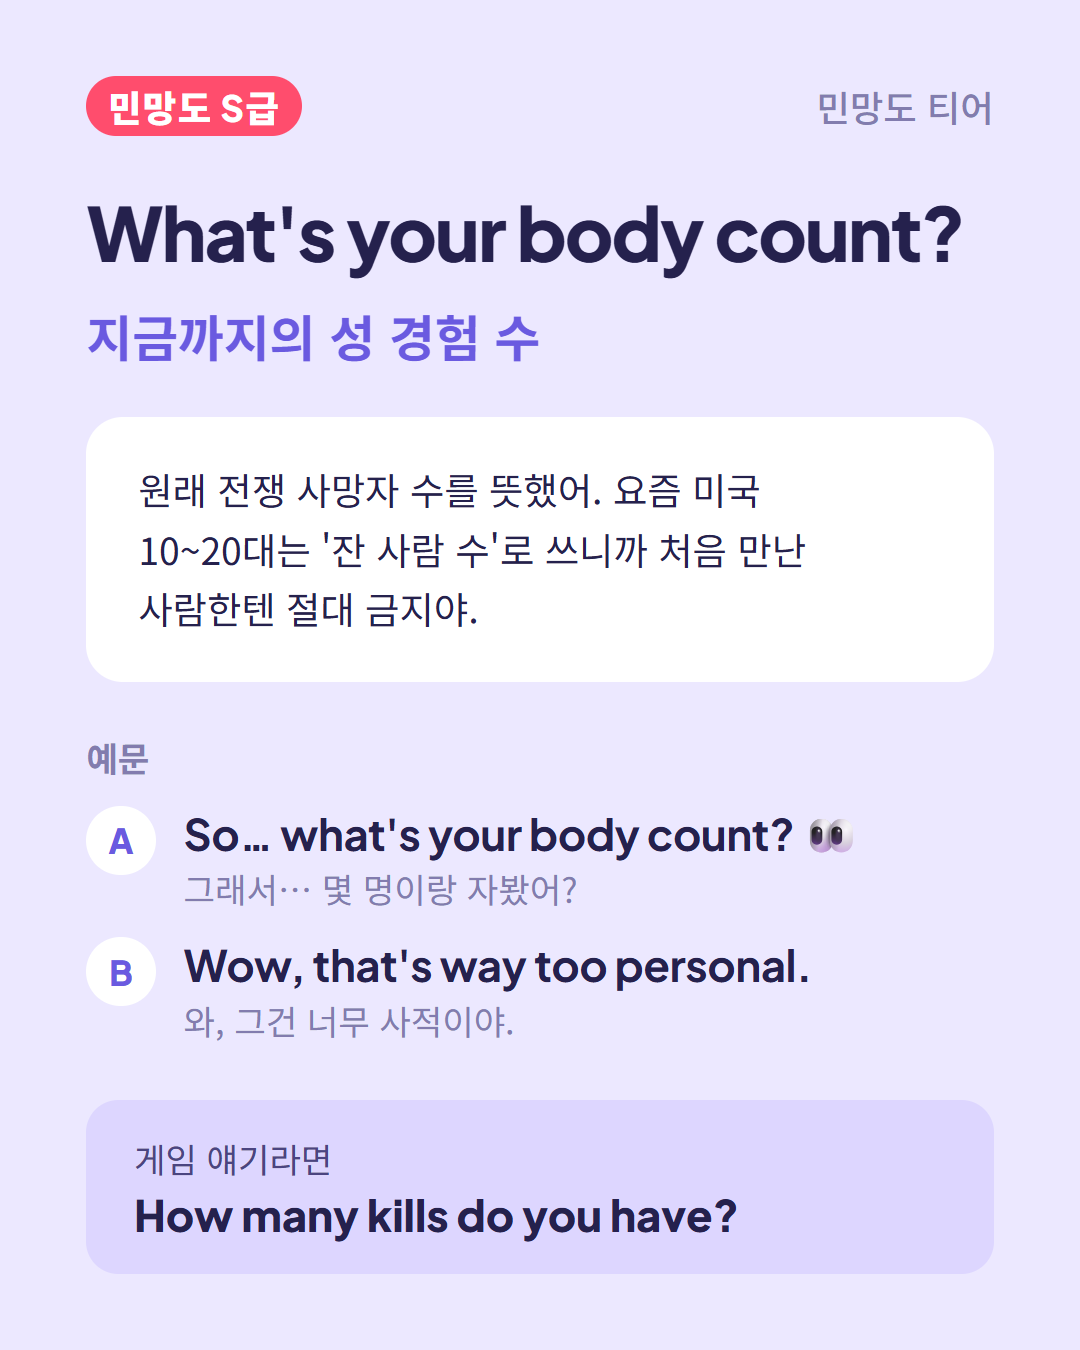 민망도 S급
민망도 티어
What's your body count?
지금까지의 성 경험 수
원래 전쟁 사망자 수를 뜻했어. 요즘 미국
10~20대는 '잔 사람 수'로 쓰니까 처음 만난
사람한텐 절대 금지야.
예문
A
So… what's your body count? 👀
그래서… 몇 명이랑 자봤어?
B
Wow, that's way too personal.
와, 그건 너무 사적이야.
게임 얘기라면
How many kills do you have?